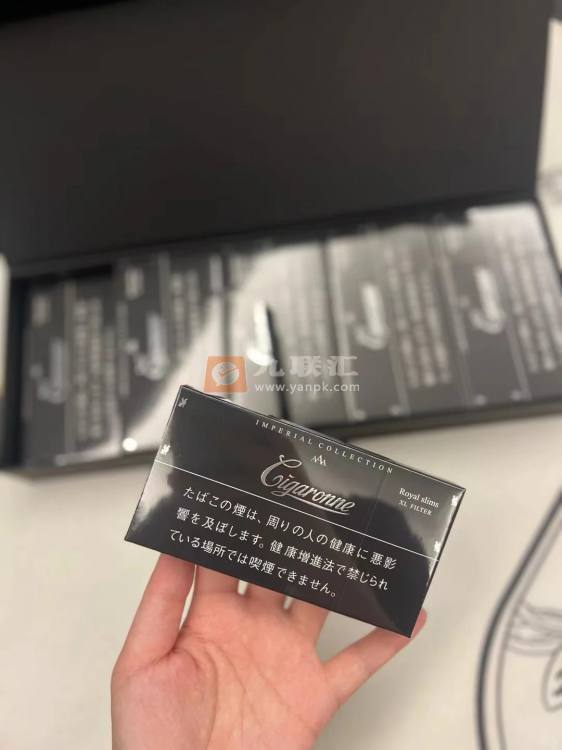 九联汇
www.yanpk.com
IMPERIAL COLLECTION
Cigaronne
Royal slims
XL FILTER
たばこの煙は、周りの人の健康に悪影
響を及ぼします。健康増進法で禁じられ
ている場所では喫煙できません。